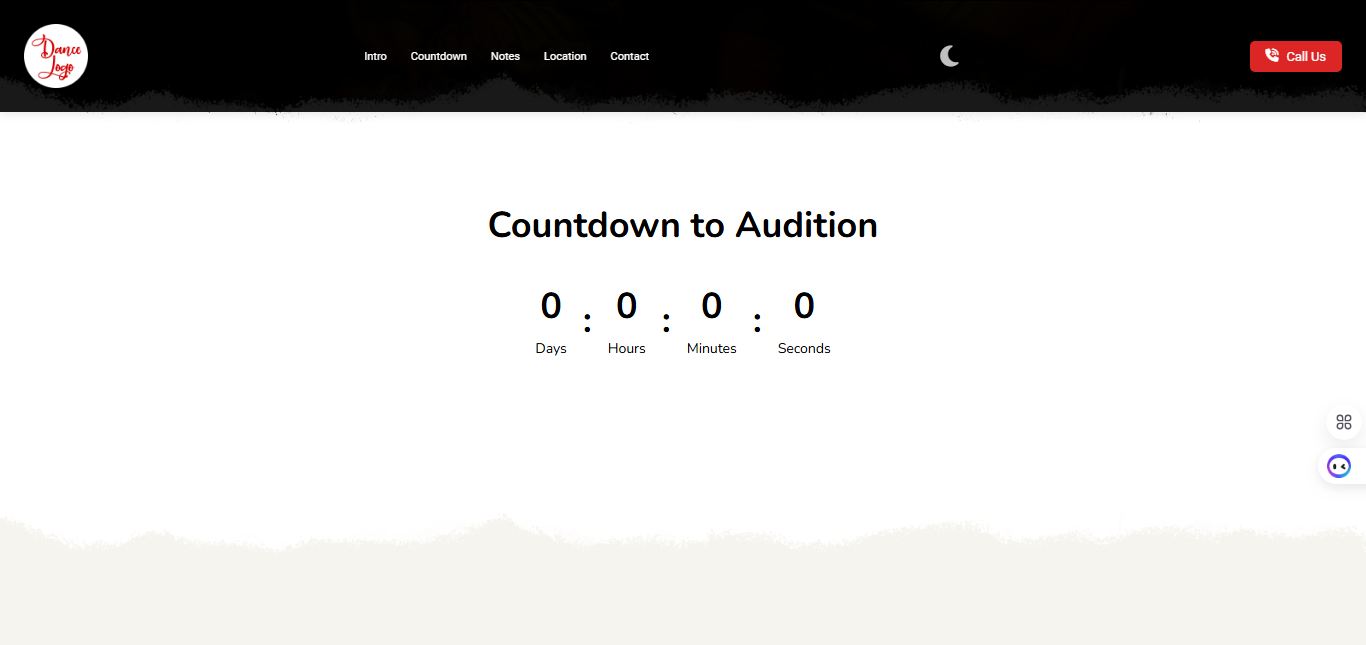 Dance
Logo
Intro Countdown Notes Location Contact
Call Us
Countdown to Audition
0 : 0 : 0 : 0
Days Hours Minutes Seconds